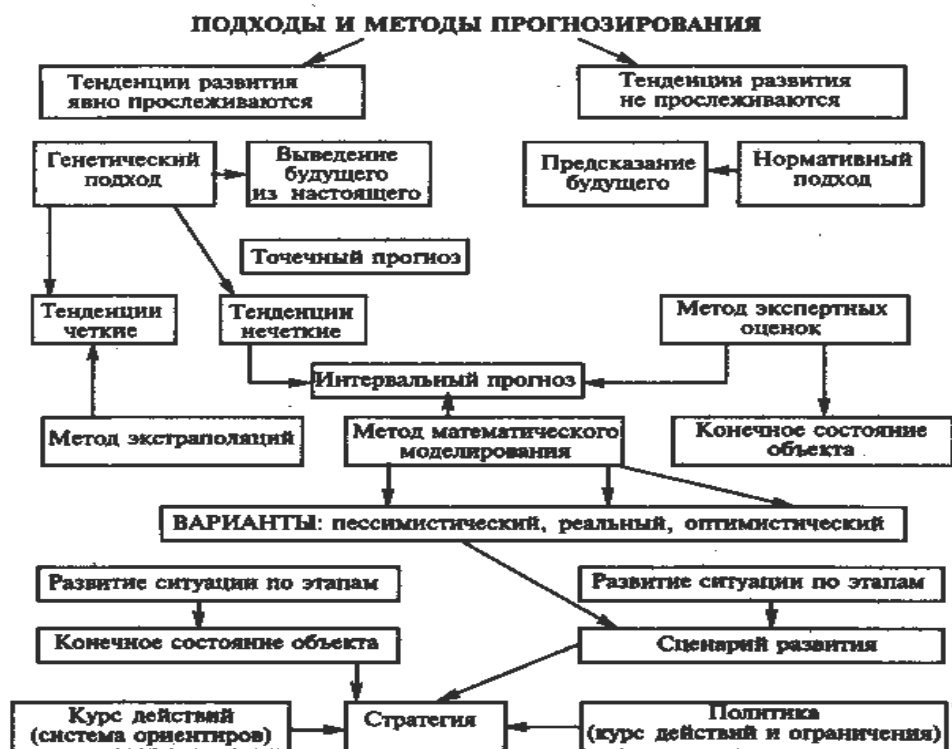 ПОДХОДЫ И МЕТОДЫ ПРОГНОЗИРОВАНИЯ
Тенденции развития
явно прослеживаются
Тенденции развития
не прослеживаются
Генетический
подход
Выведение
будущего
из настоящего
Предсказание
будущего
Нормативный
подход
Точечный прогноз
Тенденции
четкие
Тенденции
нечеткие
Метод экспертных
оценок
Интервальный прогноз
Метод экстраполяций
Метод математического
моделирования
Конечное состояние
объекта
ВАРИАНТЫ: пессимистический, реальный, оптимистический
Развитие ситуации по этапам
Развитие ситуации по этапам
Конечное состояние объекта
Сценарий развития
Курс действий
(система ориентиров)
Стратегия
Политика
(курс действий и ограничения)